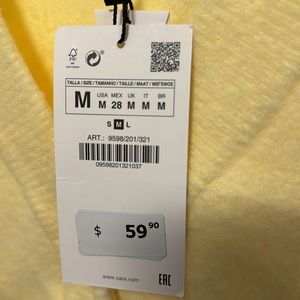 FSC
TALLA / SIZE / TAMANHO / TAILLE / MAAT / ΜΕΓΕΘΟΣ
M USA MEX UK IT BR
M 28 M M M
S M L
ART.: 9598/201/321
09598201321037
$ 59 90
www.zara.com
EAC